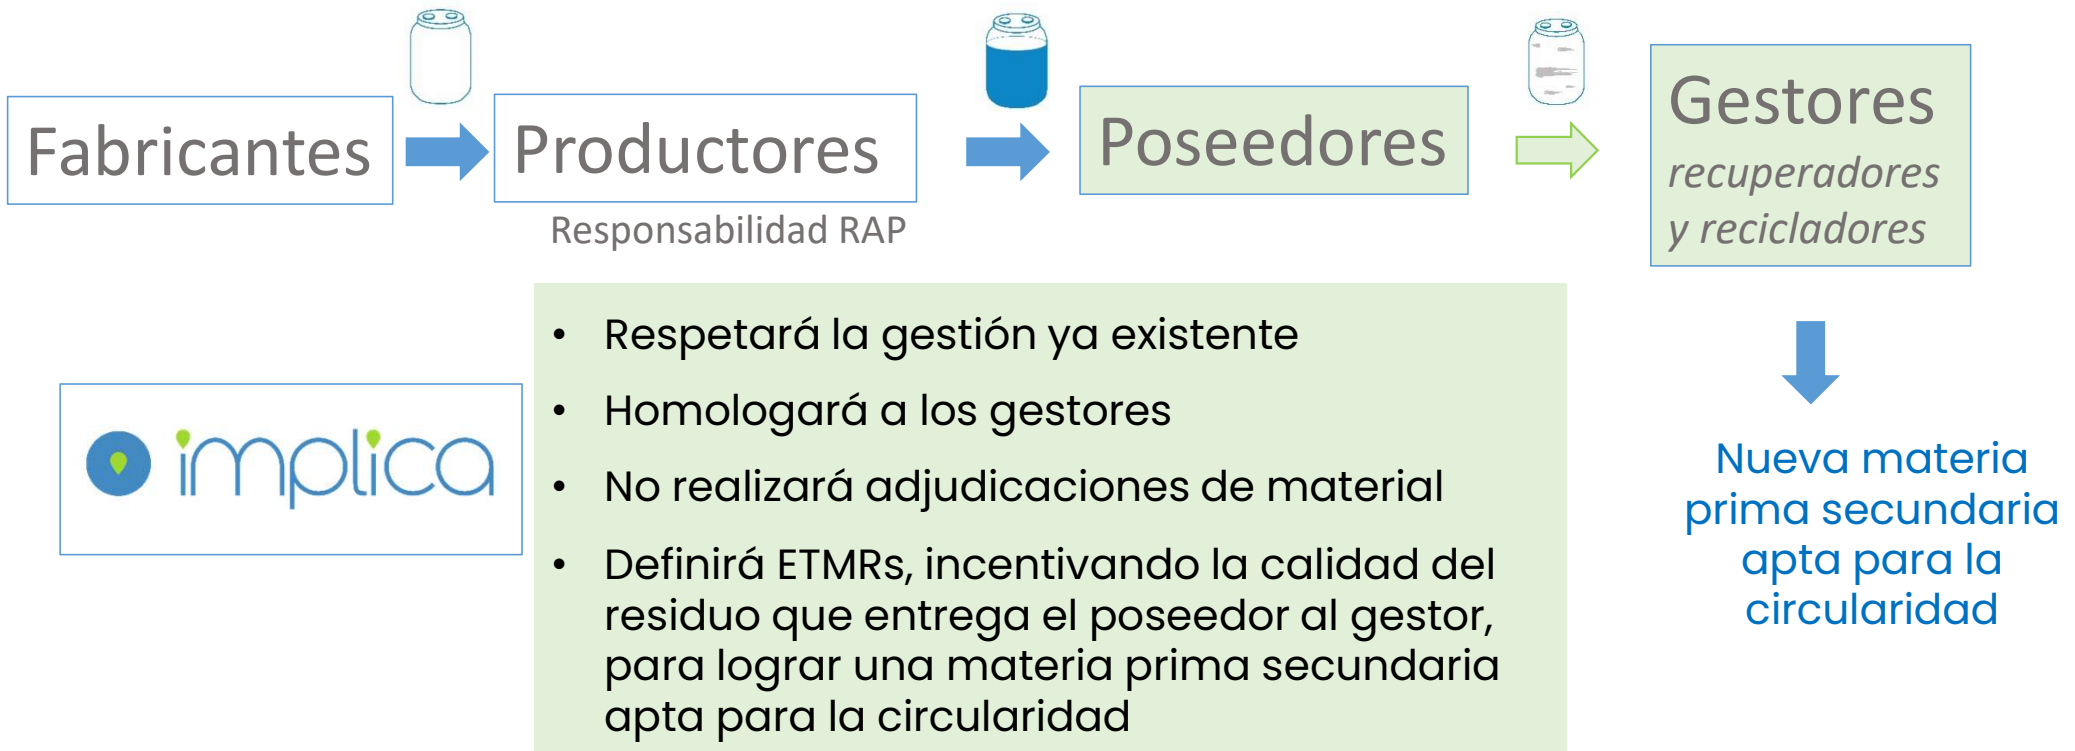 Fabricantes
Productores
Responsabilidad RAP
Poseedores
Gestores
recuperadores
y recicladores
implica
• Respetará la gestión ya existente
• Homologará a los gestores
• No realizará adjudicaciones de material
• Definirá ETMRs, incentivando la calidad del
residuo que entrega el poseedor al gestor,
para lograr una materia prima secundaria
apta para la circularidad
Nueva materia
prima secundaria
apta para la
circularidad